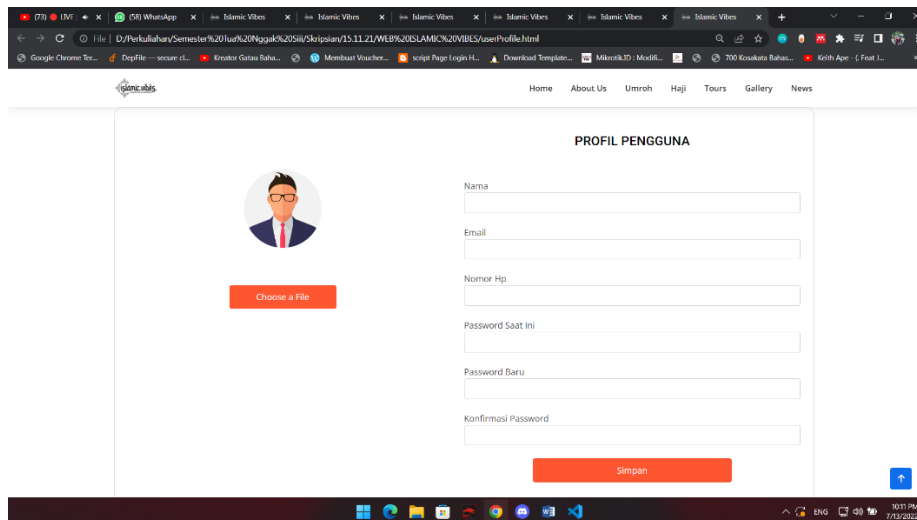 (73) 🔴 LIVE
(58) WhatsApp
Islamic Vibes
Islamic Vibes
Islamic Vibes
Islamic Vibes
Islamic Vibes
Islamic Vibes
File | D:/Perkuliahan/Semester%20Tua%20Nggak%20Siii/Skripsian/15.11.21/WEB%20ISLAMIC%20VIBES/userProfile.html
Google Chrome Ter...
DepFile — secure cl...
Kreator Gatau Baha...
Membuat Voucher...
script Page Login H...
Download Template...
Mikrotik.ID : Modifi...
700 Kosakata Bahas...
Keith Ape - (. Feat J...
islamic vibes.
Home About Us Umroh Haji Tours Gallery News
PROFIL PENGGUNA
Nama
Email
Nomor Hp
Choose a File
Password Saat Ini
Password Baru
Konfirmasi Password
Simpan
ENG
10:11 PM